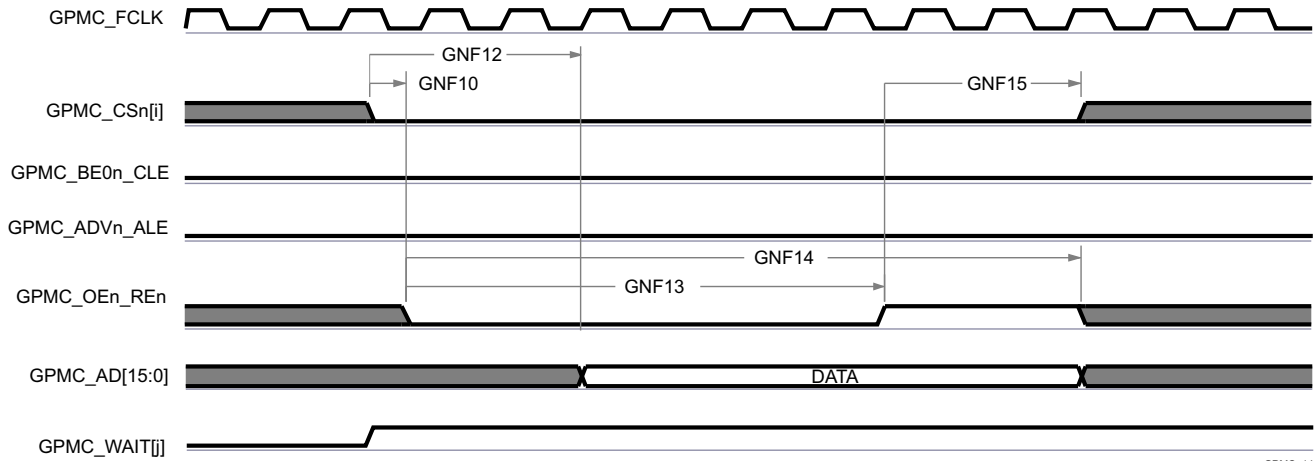 GPMC_FCLK
GNF12
GNF10
GNF15
GPMC_CSn[i]
GPMC_BE0n_CLE
GPMC_ADVn_ALE
GNF14
GNF13
GPMC_OEn_REn
GPMC_AD[15:0]
DATA
GPMC_WAIT[j]